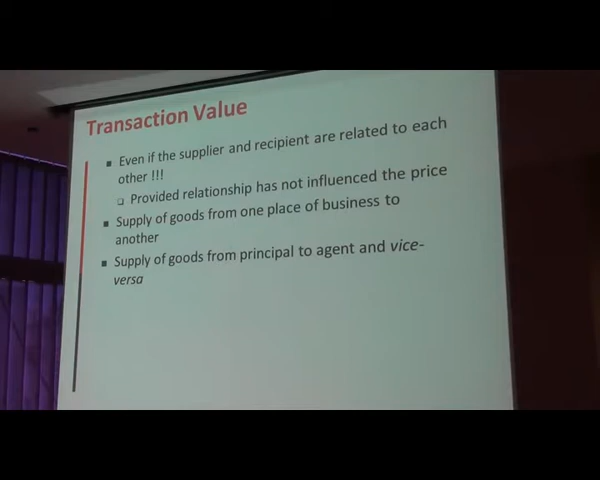 Transaction Value
Even if the supplier and recipient are related to each
other !!!
Provided relationship has not influenced the price
Supply of goods from one place of business to
another
Supply of goods from principal to agent and vice-
versa